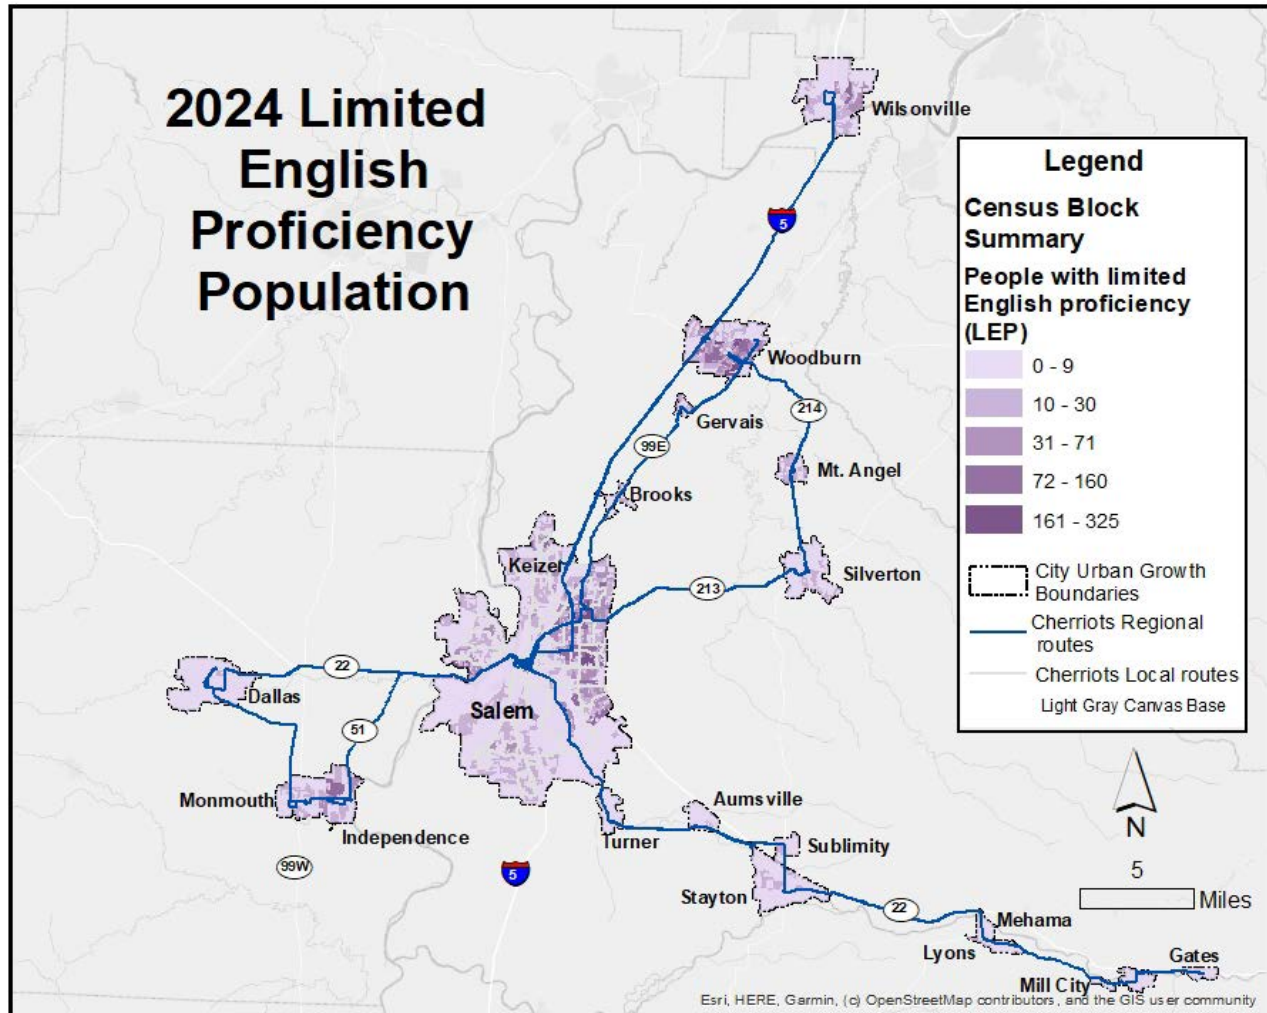 2024 Limited
English
Proficiency
Population
Wilsonville
5
Woodburn
214
Gervais
99E
Mt. Angel
Brooks
Keizer
Silverton
213
22
Dallas
Salem
51
Monmouth
Independence
99W
5
Turner
Aumsville
Sublimity
Stayton
22
Mehama
Lyons
Gates
Mill City
Legend
Census Block
Summary
People with limited
English proficiency
(LEP)
0 - 9
10 - 30
31 - 71
72 - 160
161 - 325
City Urban Growth
Boundaries
Cherriots Regional
routes
Cherriots Local routes
Light Gray Canvas Base
N
5
Miles
Esri, HERE, Garmin, (c) OpenStreetMap contributors, and the GIS user community